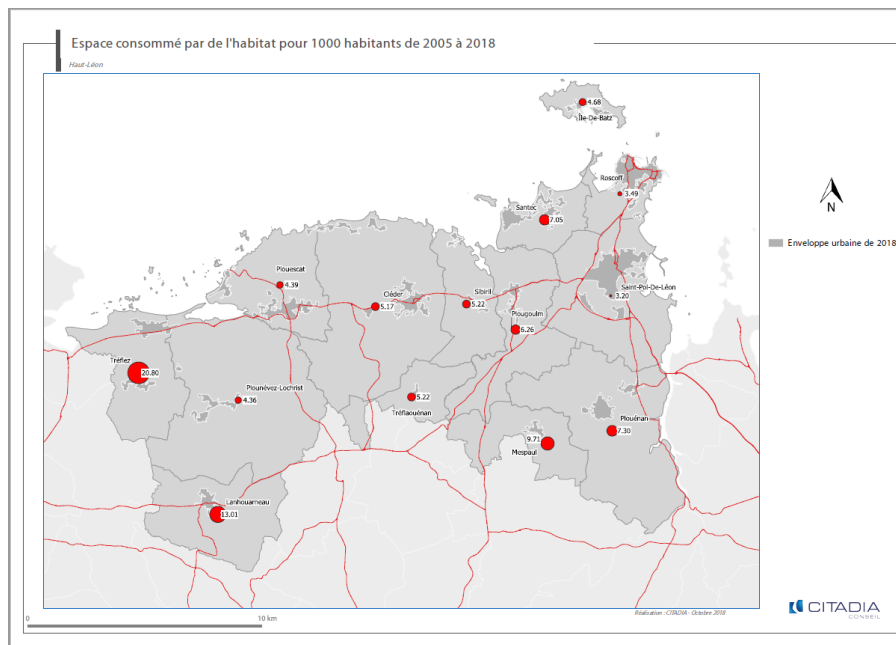 Espace consommé par de l'habitat pour 1000 habitants de 2005 à 2018
Haut-Léon
4.68
Île-De-Batz
Roscoff
3.49
Santec
7.05
N
Enveloppe urbaine de 2018
Plouescat
4.39
Cléder
5.17
Sibiril
5.22
Saint-Pol-De-Léon
3.20
Plougoulm
6.26
Tréflez
20.80
Plounévez-Lochrist
4.36
5.22
Tréflaouénan
Plouénan
7.30
9.71
Mespaul
Lanhouarneau
13.01
Réalisation : CITADIA - Octobre 2018
0 10 km
CITADIA
CONSEIL